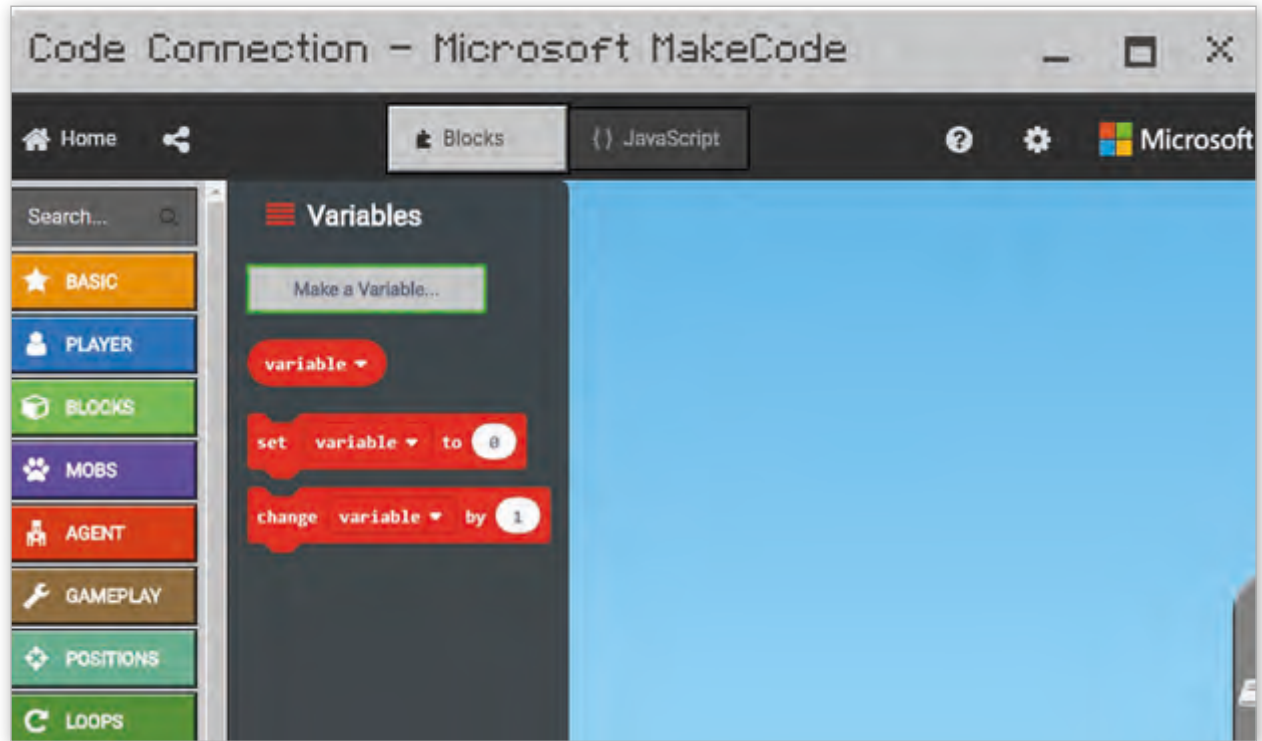 Code Connection - Microsoft MakeCode
Home
Blocks
{} JavaScript
Microsoft
Search...
BASIC
PLAYER
BLOCKS
MOBS
AGENT
GAMEPLAY
POSITIONS
LOOPS
Variables
Make a Variable...
variable
set variable to 0
change variable by 1